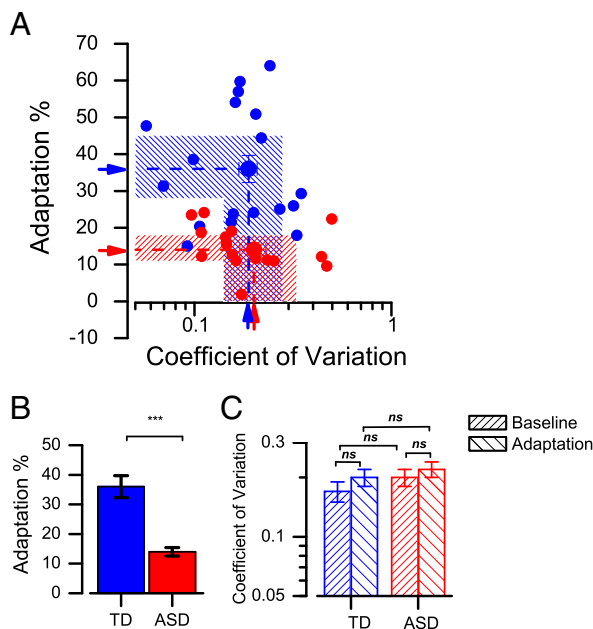 A
Adaptation %
70
60
50
40
30
20
10
0
-10
0.1
1
Coefficient of Variation
B
Adaptation %
50
40
30
20
10
0
***
TD
ASD
C
Coefficient of Variation
0.3
0.1
0.05
ns
ns
ns
ns
TD
ASD
Baseline
Adaptation